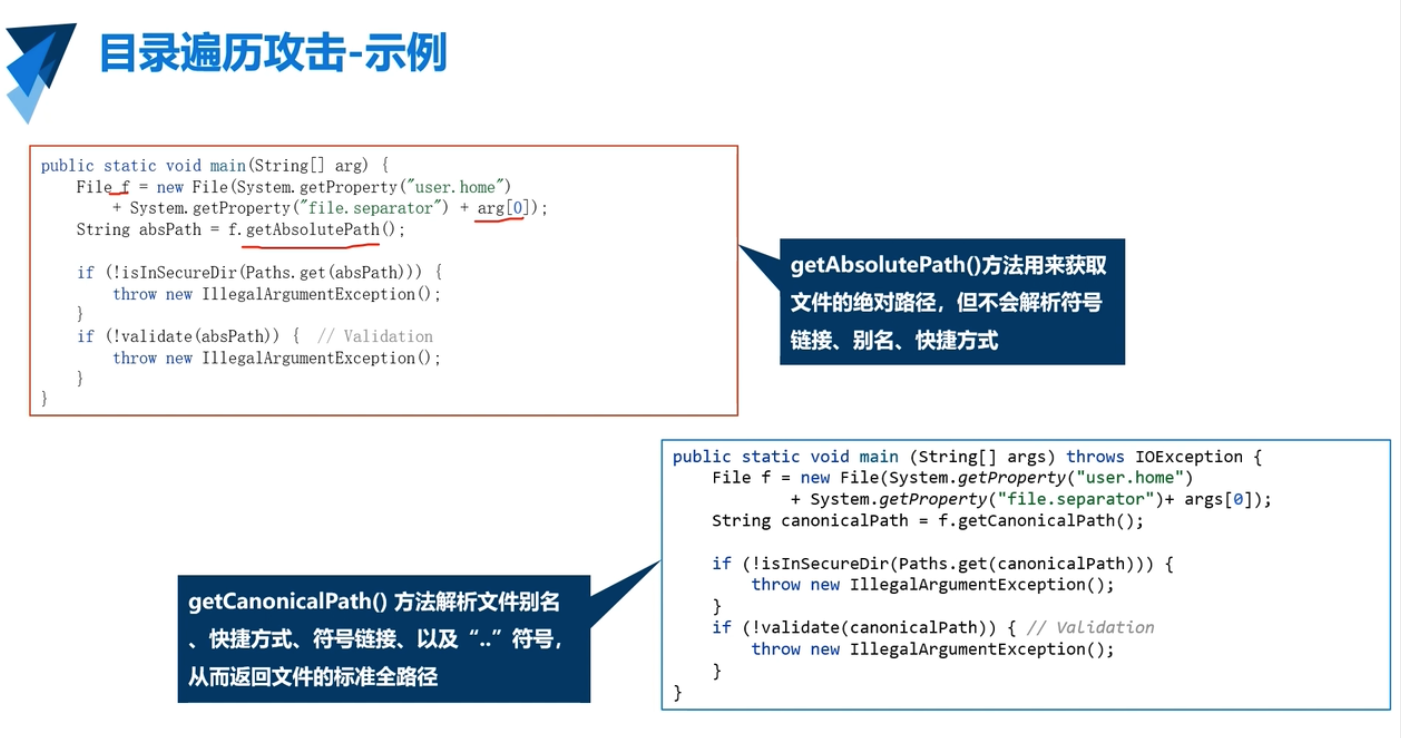 目录遍历攻击-示例
public static void main(String[] arg) {
File f = new File(System.getProperty("user.home")
+ System.getProperty("file.separator") + arg[0]);
String absPath = f.getAbsolutePath();
if (!isInSecureDir(Paths.get(absPath))) {
throw new IllegalArgumentException();
}
if (!validate(absPath)) { // Validation
throw new IllegalArgumentException();
}
}
getAbsolutePath()方法用来获取
文件的绝对路径，但不会解析符号
链接、别名、快捷方式
public static void main (String[] args) throws IOException {
File f = new File(System.getProperty("user.home")
+ System.getProperty("file.separator")+ args[0]);
String canonicalPath = f.getCanonicalPath();
if (!isInSecureDir(Paths.get(canonicalPath))) {
throw new IllegalArgumentException();
}
if (!validate(canonicalPath)) { // Validation
throw new IllegalArgumentException();
}
}
getCanonicalPath() 方法解析文件别名
、快捷方式、符号链接、以及“..”符号，
从而返回文件的标准全路径